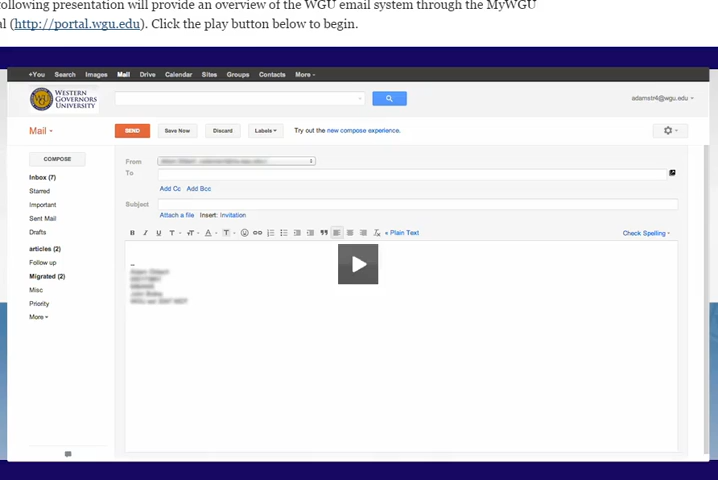 following presentation will provide an overview of the WGU email system through the MyWGU
al (http://portal.wgu.edu). Click the play button below to begin.
+You Search Images Mail Drive Calendar Sites Groups Contacts More
WESTERN
GOVERNORS
UNIVERSITY
adamstr4@wgu.edu
Mail
SEND Save Now Discard Labels Try out the new compose experience.
COMPOSE
From
To
Add Cc Add Bcc
Subject
Attach a file Insert: Invitation
B I U T T A T « Plain Text Check Spelling
--
Inbox (7)
Starred
Important
Sent Mail
Drafts
articles (2)
Follow up
Migrated (2)
Misc
Priority
More